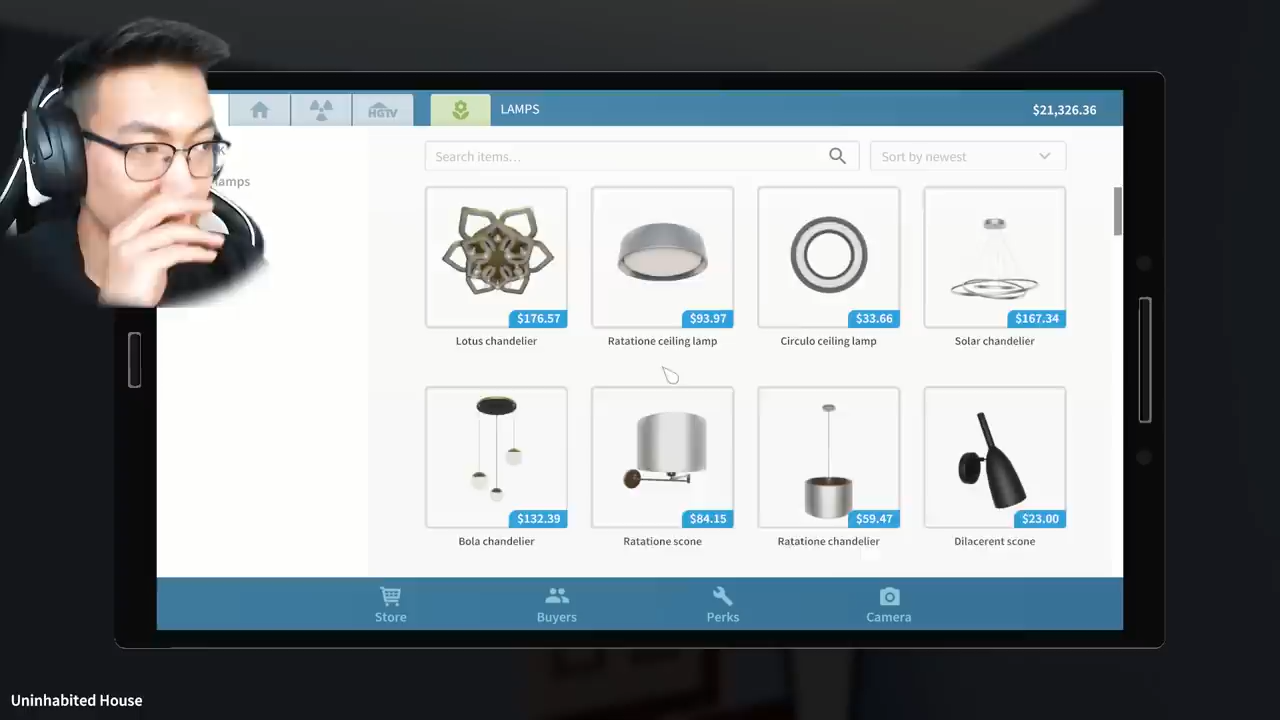 HGTV
LAMPS
$21,326.36
Search items...
Sort by newest
lamps
$176.57
$93.97
$33.66
$167.34
Lotus chandelier
Ratatione ceiling lamp
Circulo ceiling lamp
Solar chandelier
$132.39
$84.15
$59.47
$23.00
Bola chandelier
Ratatione scone
Ratatione chandelier
Dilacerent scone
Store
Buyers
Perks
Camera
Uninhabited House